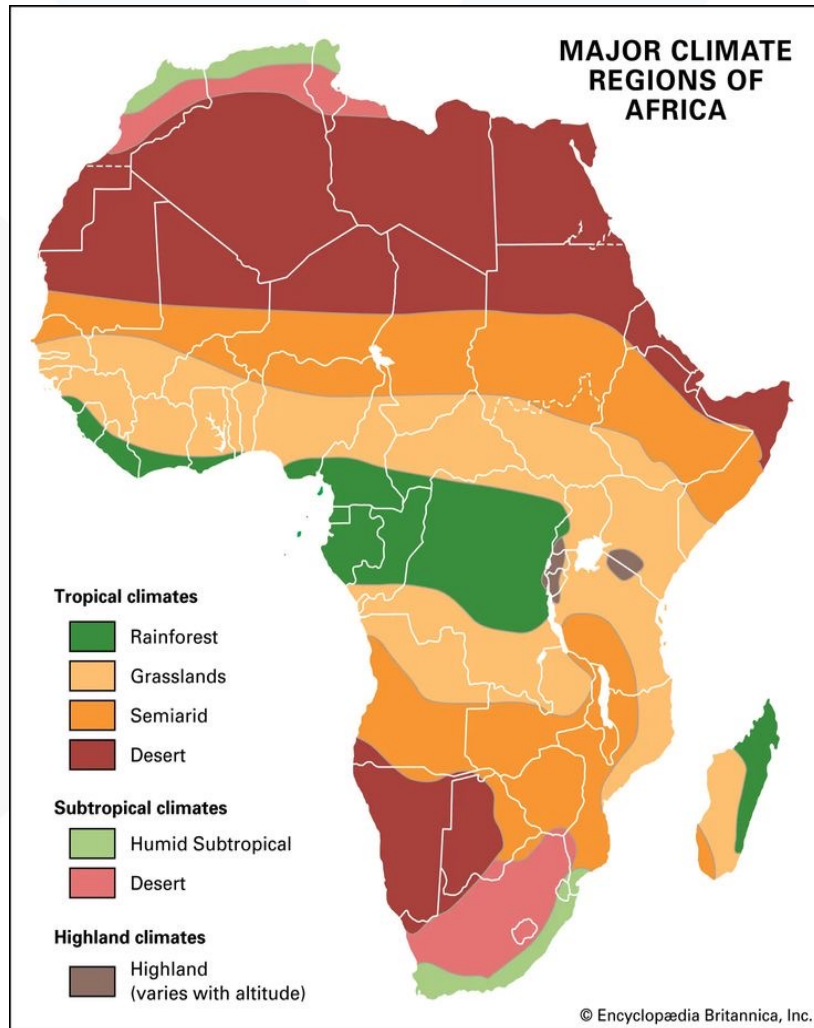 MAJOR CLIMATE
REGIONS OF
AFRICA
Tropical climates
Rainforest
Grasslands
Semiarid
Desert
Subtropical climates
Humid Subtropical
Desert
Highland climates
Highland
(varies with altitude)
© Encyclopædia Britannica, Inc.